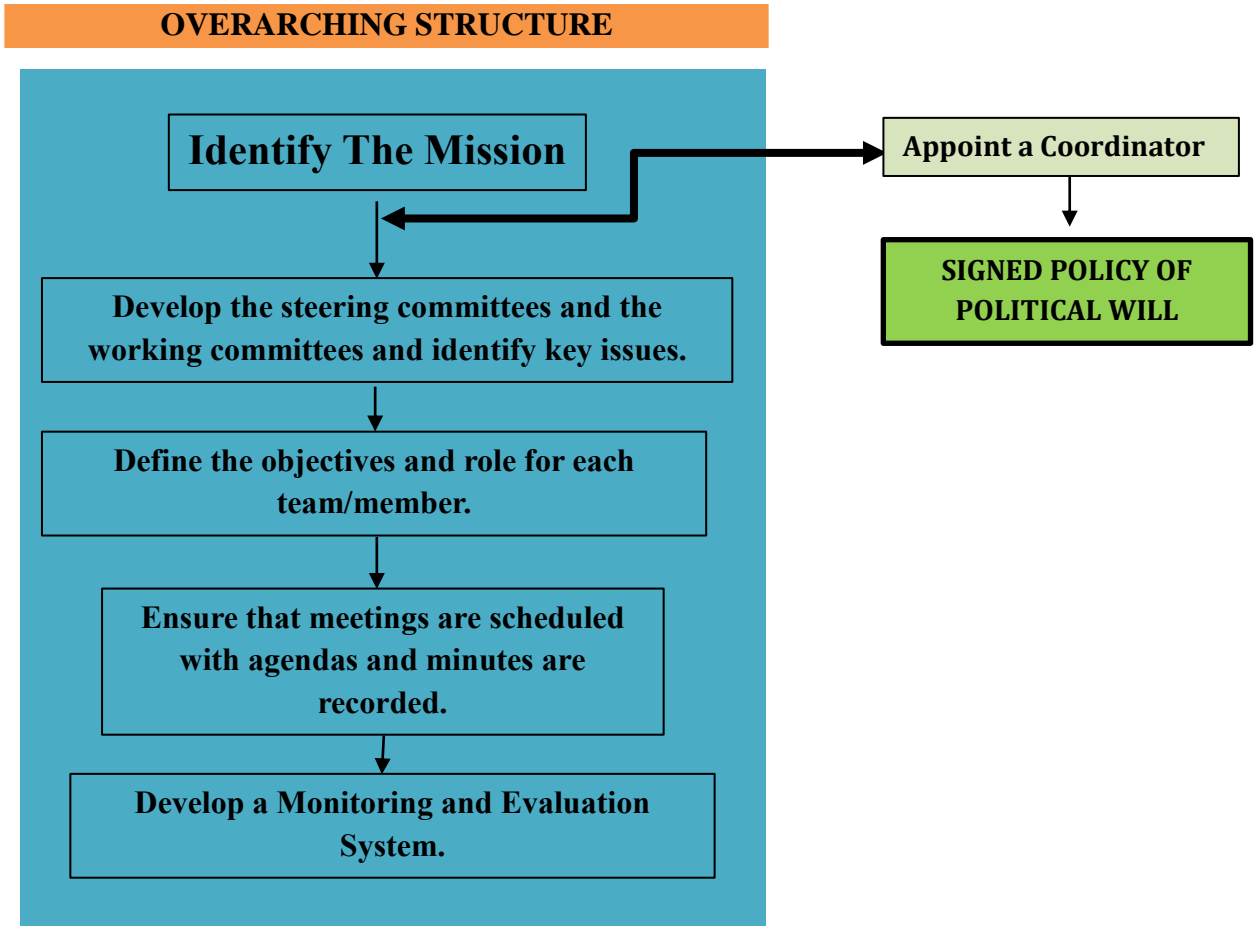 OVERARCHING STRUCTURE
Identify The Mission
Appoint a Coordinator
SIGNED POLICY OF
POLITICAL WILL
Develop the steering committees and the
working committees and identify key issues.
Define the objectives and role for each
team/member.
Ensure that meetings are scheduled
with agendas and minutes are
recorded.
Develop a Monitoring and Evaluation
System.